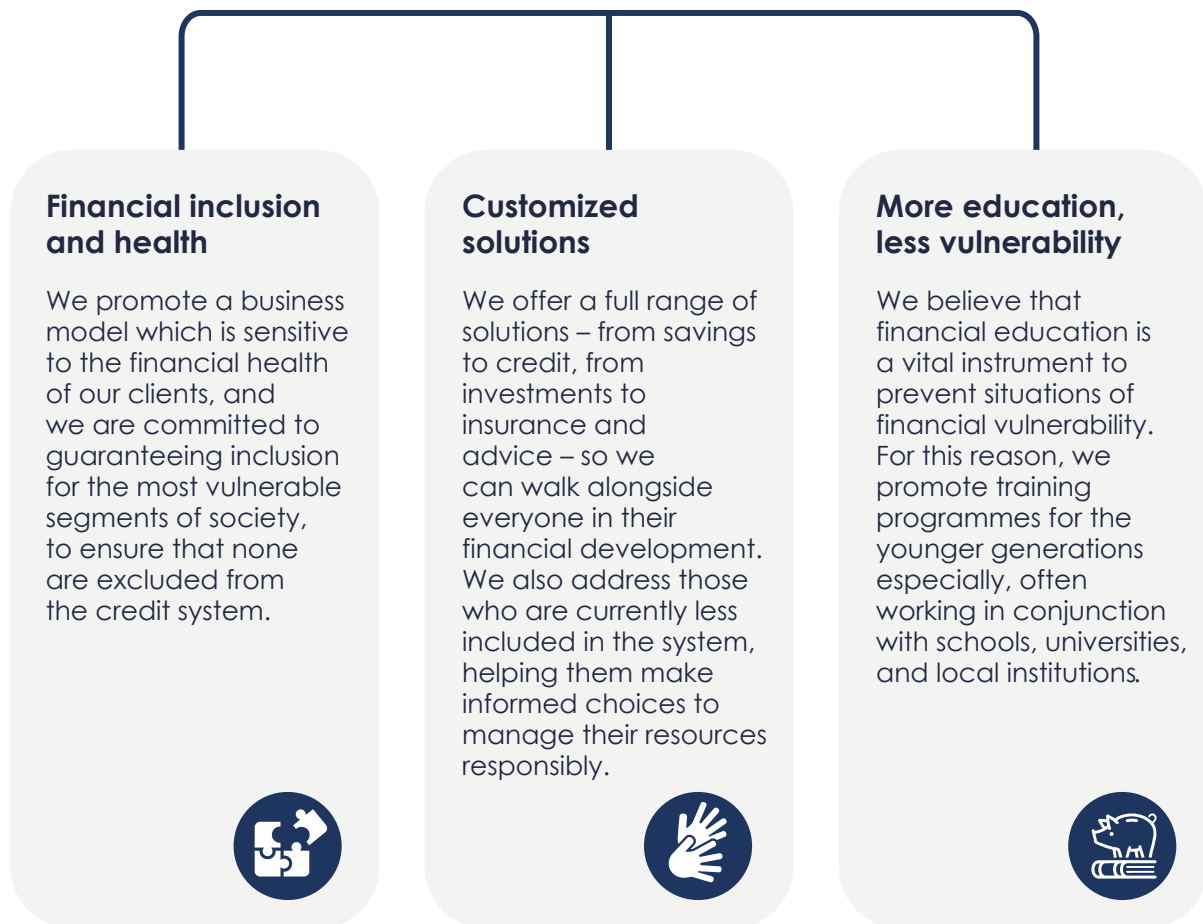 Financial inclusion
and health
We promote a business
model which is sensitive
to the financial health
of our clients, and
we are committed to
guaranteeing inclusion
for the most vulnerable
segments of society,
to ensure that none
are excluded from
the credit system.
Customized
solutions
We offer a full range of
solutions – from savings
to credit, from
investments to
insurance and
advice – so we
can walk alongside
everyone in their
financial development.
We also address those
who are currently less
included in the system,
helping them make
informed choices to
manage their resources
responsibly.
More education,
less vulnerability
We believe that
financial education is
a vital instrument to
prevent situations of
financial vulnerability.
For this reason, we
promote training
programmes for the
younger generations
especially, often
working in conjunction
with schools, universities,
and local institutions.